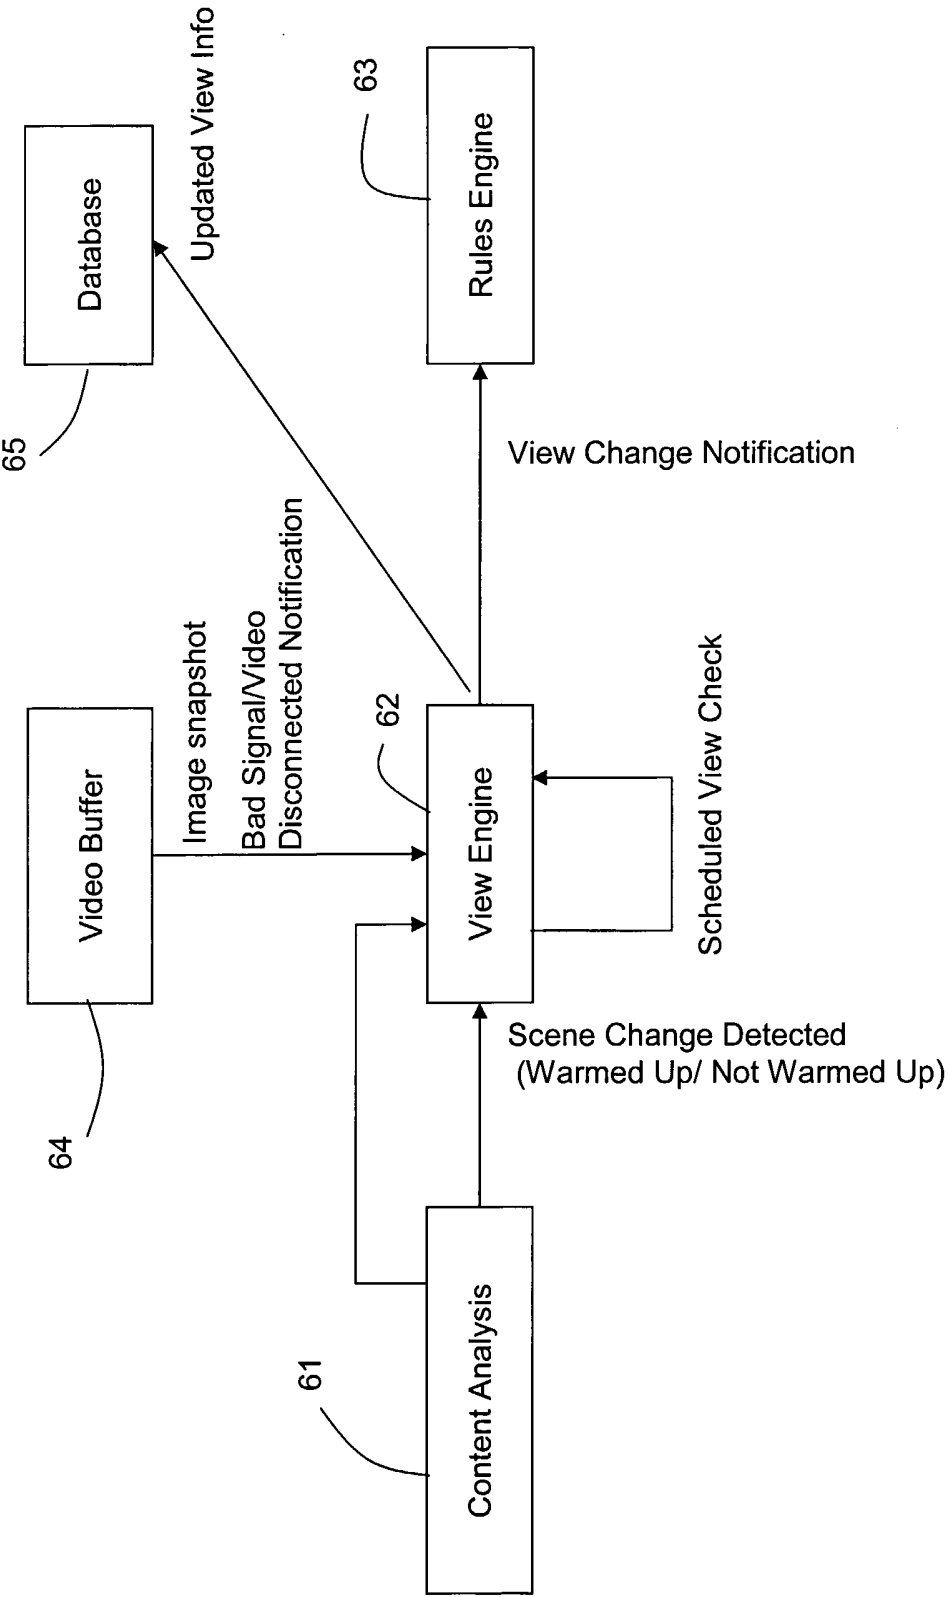 65
Database
Updated View Info
64
Video Buffer
Image snapshot
Bad Signal/Video
Disconnected Notification
61
Content Analysis
Scene Change Detected
(Warmed Up/ Not Warmed Up)
62
View Engine
Scheduled View Check
View Change Notification
63
Rules Engine